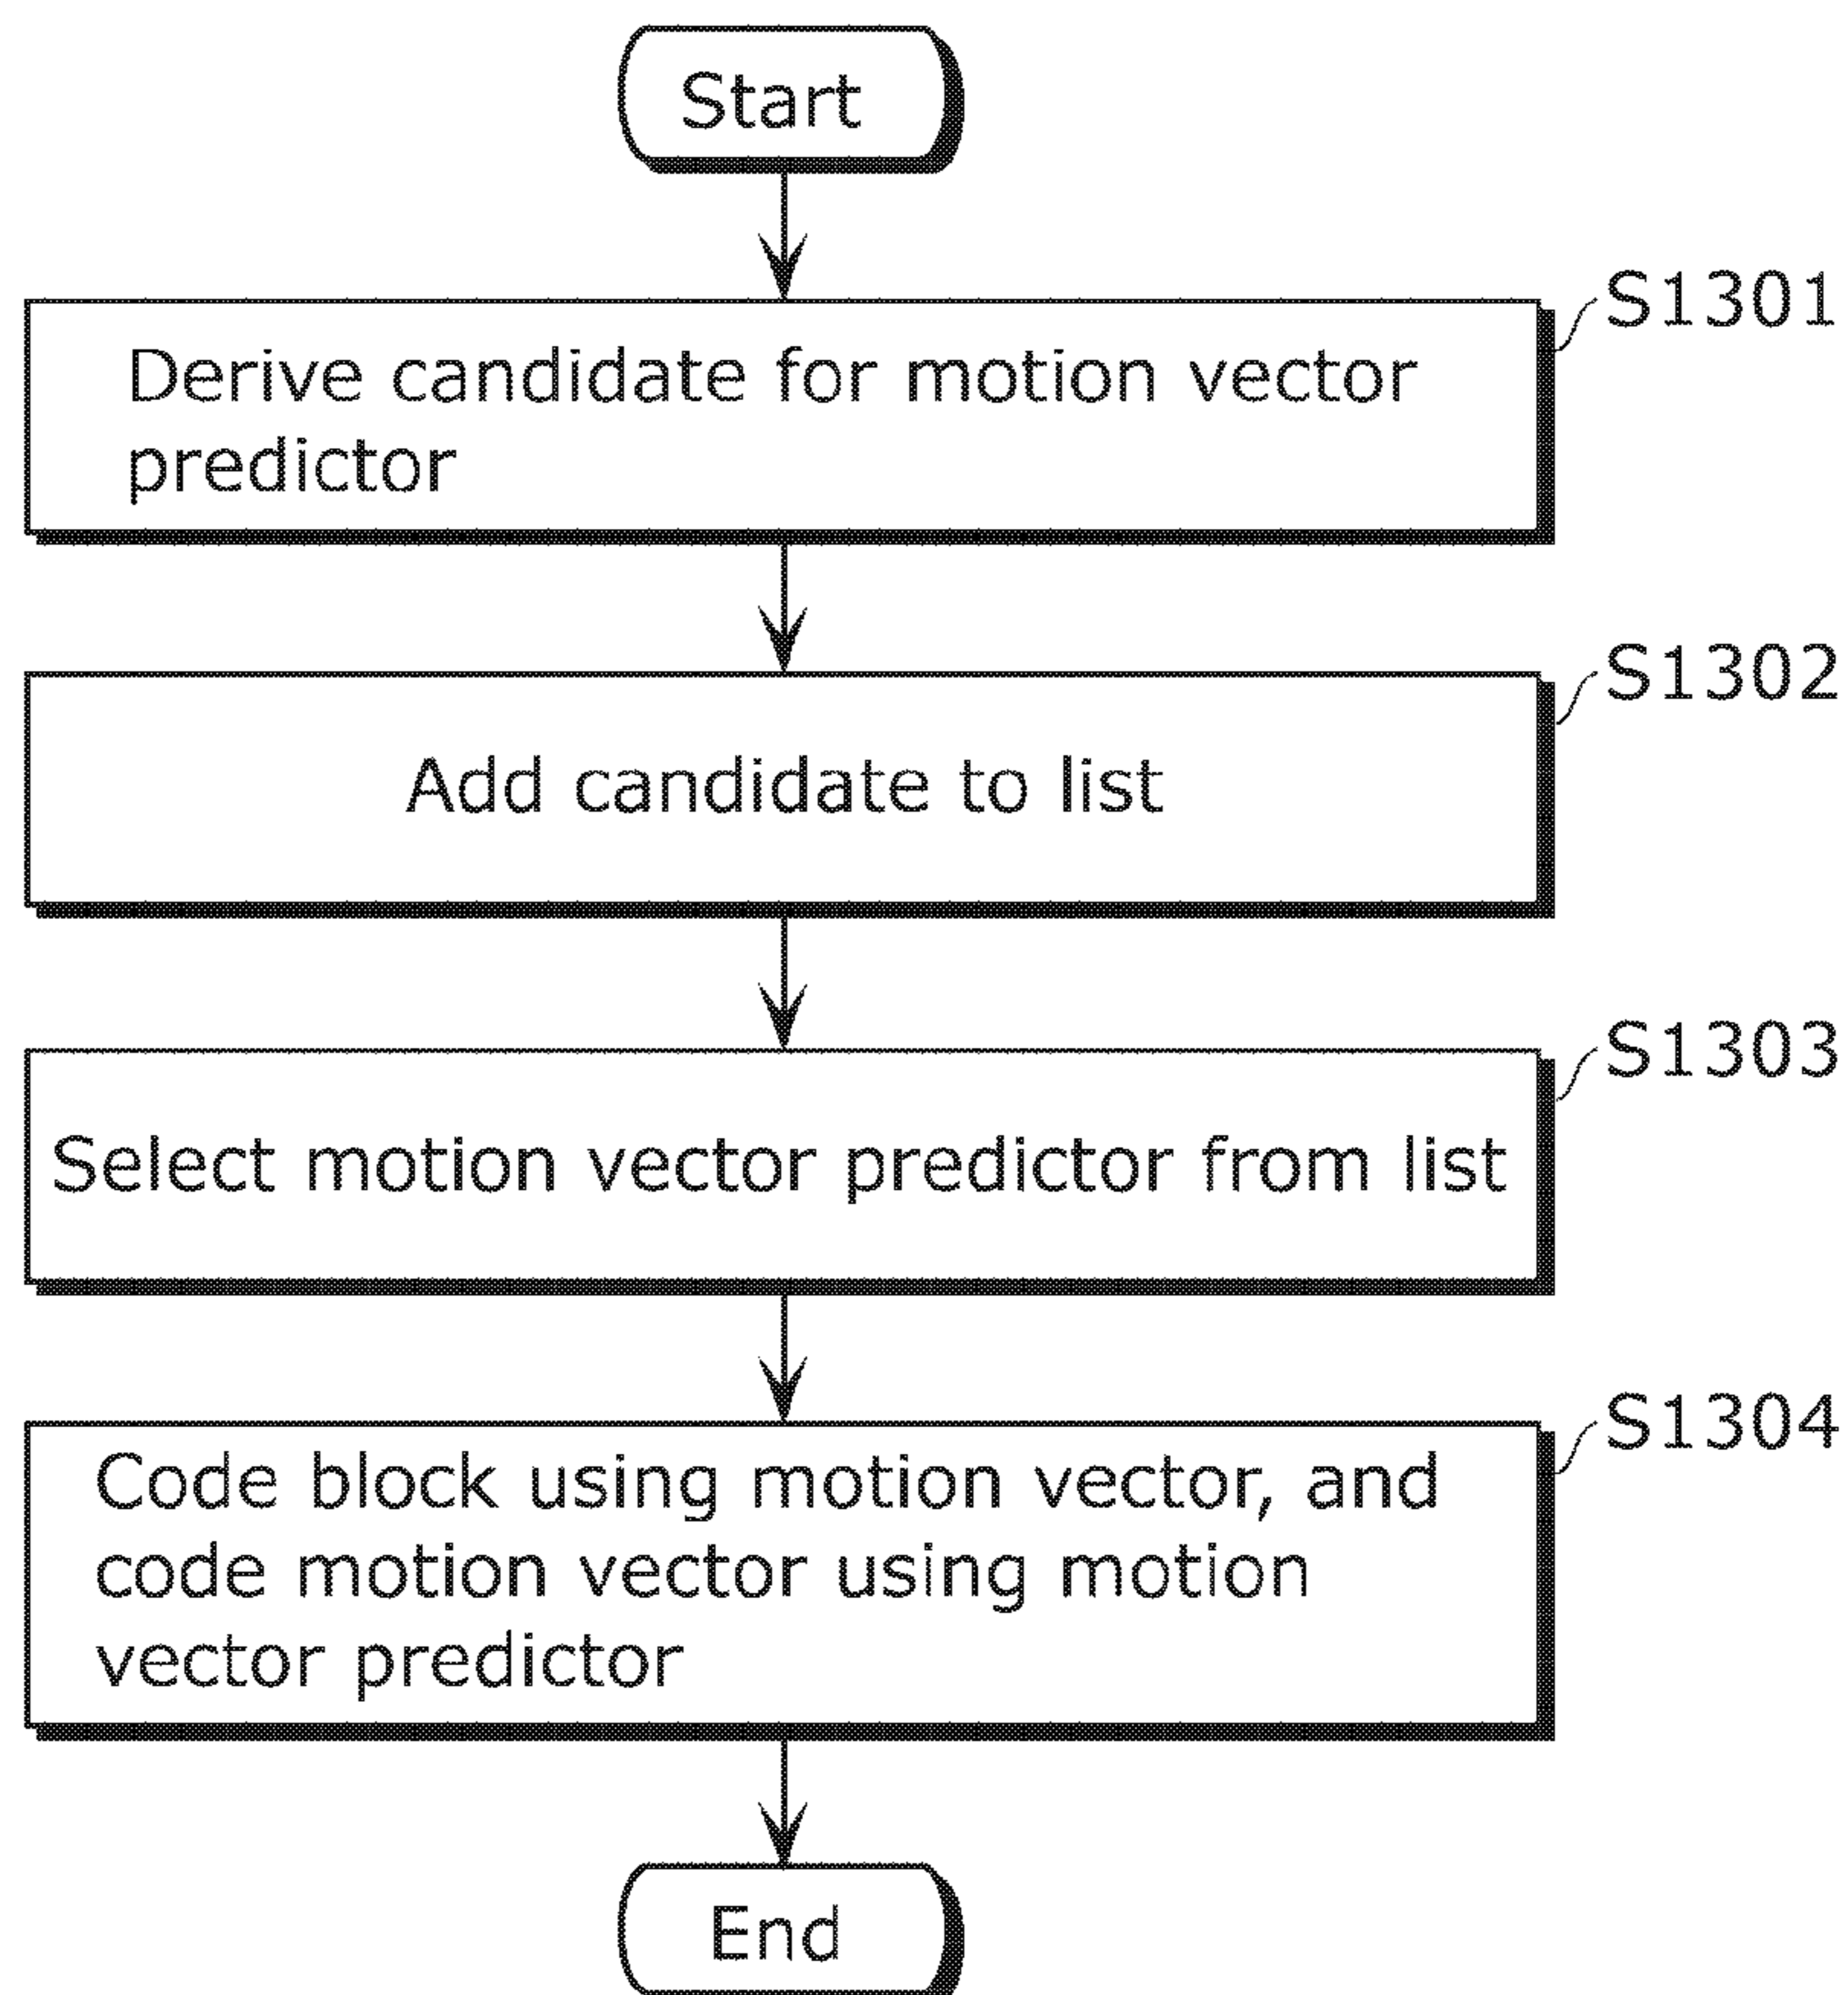 Start
S1301
Derive candidate for motion vector
predictor
S1302
Add candidate to list
S1303
Select motion vector predictor from list
S1304
Code block using motion vector, and
code motion vector using motion
vector predictor
End